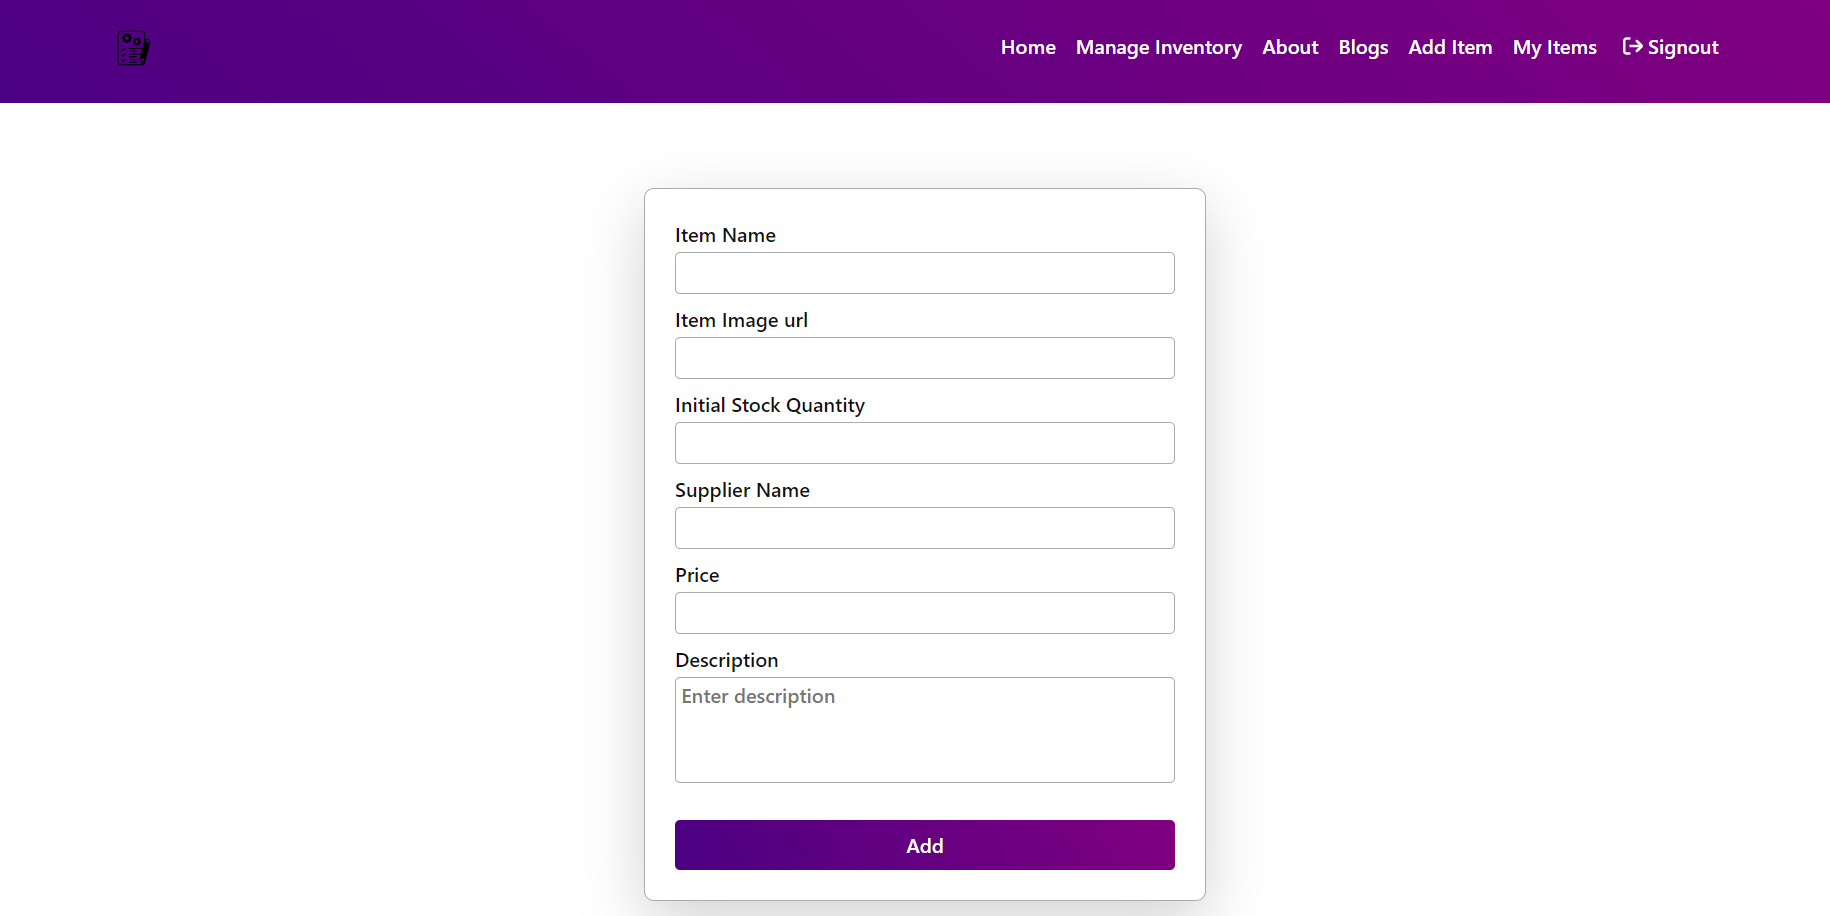 Home Manage Inventory About Blogs Add Item My Items Signout
Item Name
Item Image url
Initial Stock Quantity
Supplier Name
Price
Description
Enter description
Add